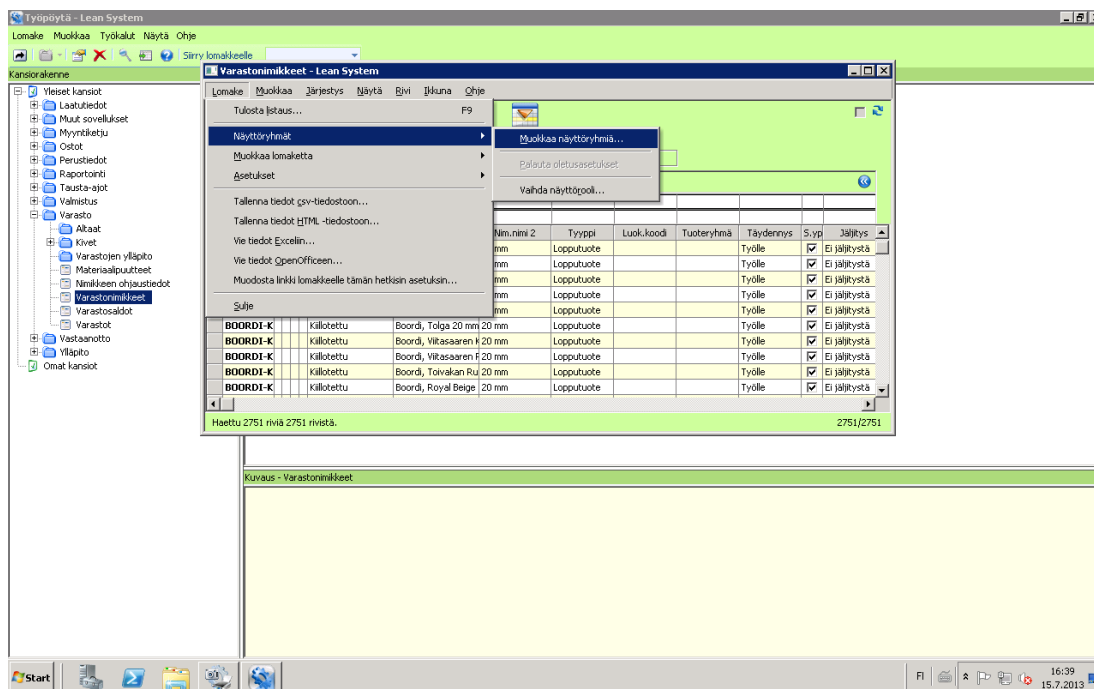 Työpöytä - Lean System
Lomake Muokkaa Työkalut Näytä Ohje
Siirry lomakkeelle
Kansiorakenne
Yleiset kansiot
Laatutiedot
Muut sovellukset
Myyntiketju
Ostot
Perustiedot
Raportointi
Tausta-ajot
Valmistus
Varasto
Altaat
Kivet
Varastojen ylläpito
Materiaalipuutteet
Nimikkeen ohjaustiedot
Varastonimikkeet
Varastosaldot
Varastot
Vastaanotto
Ylläpito
Omat kansiot
Varastonimikkeet - Lean System
Lomake Muokkaa Järjestys Näytä Rivi Ikkuna Ohje
Tulosta listaus... F9
Näyttöryhmät
Muokkaa lomaketta
Asetukset
Tallenna tiedot csv-tiedostoon...
Tallenna tiedot HTML -tiedostoon...
Vie tiedot Exceliin...
Vie tiedot OpenOfficeen...
Muodosta linkki lomakkeelle tämän hetkisin asetuksin...
Sulje
Muokkaa näyttöryhmiä...
Palauta oletusasetukset
Vaihda näyttörooli...
Nim.nimi 2 Tyyppi Luok.koodi Tuoteryhmä Täydennys S.yp Jäljitys
mm Lopputuote Työlle Ei jäljitystä
mm Lopputuote Työlle Ei jäljitystä
mm Lopputuote Työlle Ei jäljitystä
mm Lopputuote Työlle Ei jäljitystä
mm Lopputuote Työlle Ei jäljitystä
BOORDI-K Kiillotettu Boordi, Tolga 20 mm 20 mm Lopputuote Työlle Ei jäljitystä
BOORDI-K Kiillotettu Boordi, Viitasaaren 20 mm Lopputuote Työlle Ei jäljitystä
BOORDI-K Kiillotettu Boordi, Viitasaaren 20 mm Lopputuote Työlle Ei jäljitystä
BOORDI-K Kiillotettu Boordi, Toivakan Ru 20 mm Lopputuote Työlle Ei jäljitystä
BOORDI-K Kiillotettu Boordi, Royal Beige 20 mm Lopputuote Työlle Ei jäljitystä
Haettu 2751 riviä 2751 rivistä. 2751/2751
Kuvaus - Varastonimikkeet
Start
FI
16:39
15.7.2013